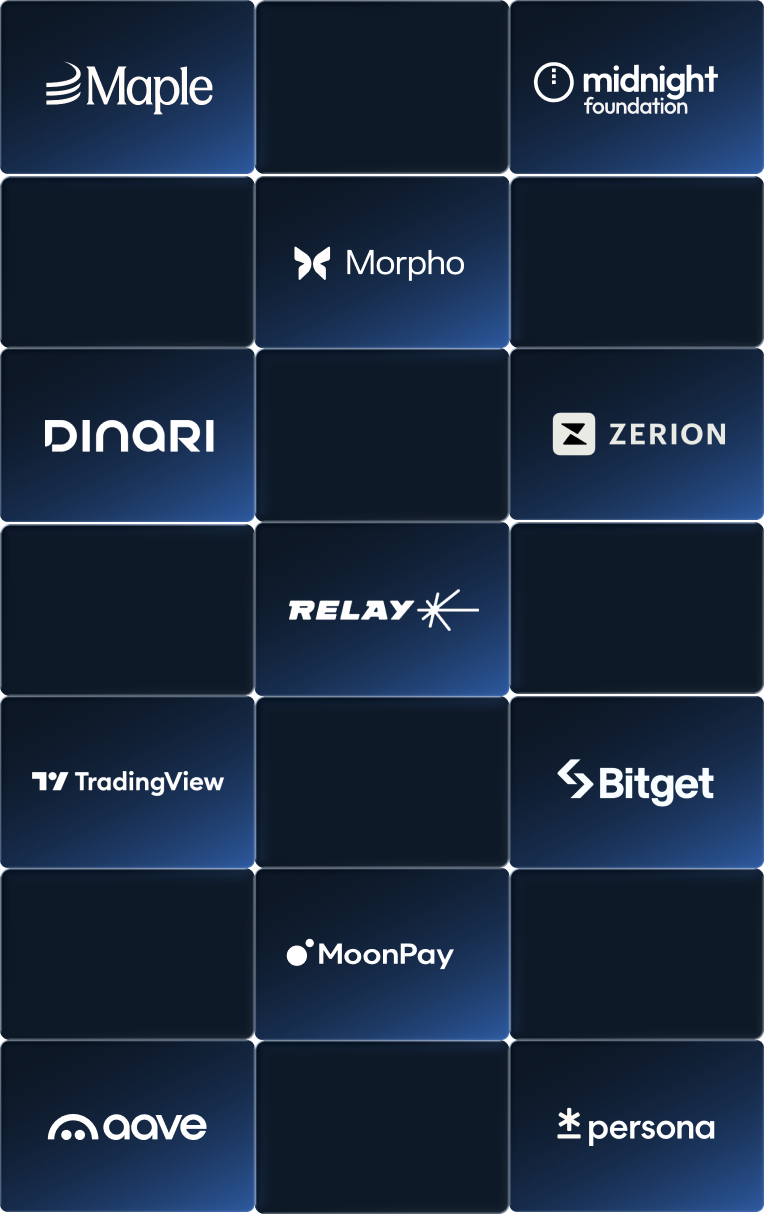 Maple
midnight
foundation
Morpho
DINARI
ZERION
RELAY
TradingView
Bitget
MoonPay
aave
persona